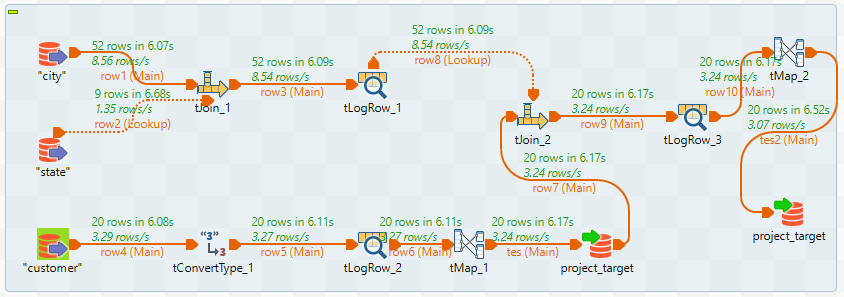 52 rows in 6.07s
8.56 rows/s
row1 (Main)
"city"
9 rows in 6.68s
1.35 rows/s
row2 (Lookup)
"state"
tJoin_1
52 rows in 6.09s
8.54 rows/s
row3 (Main)
tLogRow_1
52 rows in 6.09s
8.54 rows/s
row8 (Lookup)
tJoin_2
20 rows in 6.17s
3.24 rows/s
row9 (Main)
tLogRow_3
20 rows in 6.17s
3.24 rows/s
row10 (Main)
tMap_2
20 rows in 6.52s
3.07 rows/s
tes2 (Main)
project_target
20 rows in 6.17s
3.24 rows/s
row7 (Main)
"customer"
20 rows in 6.08s
3.29 rows/s
row4 (Main)
"3"
3
tConvertType_1
20 rows in 6.11s
3.27 rows/s
row5 (Main)
tLogRow_2
20 rows in 6.11s
3.27 rows/s
row6 (Main)
tMap_1
20 rows in 6.17s
3.24 rows/s
tes (Main)
project_target